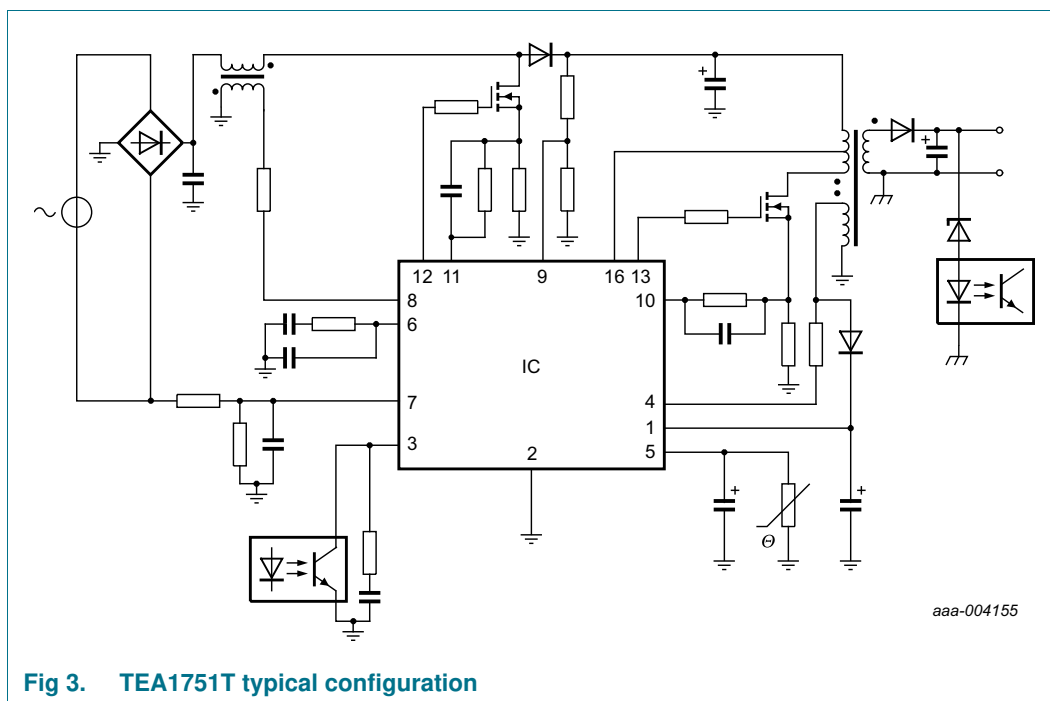 12 11 9 16 13
8 10
6
IC
7 4
1
3 2 5
+
+
+
+
Θ
aaa-004155
Fig 3. TEA1751T typical configuration